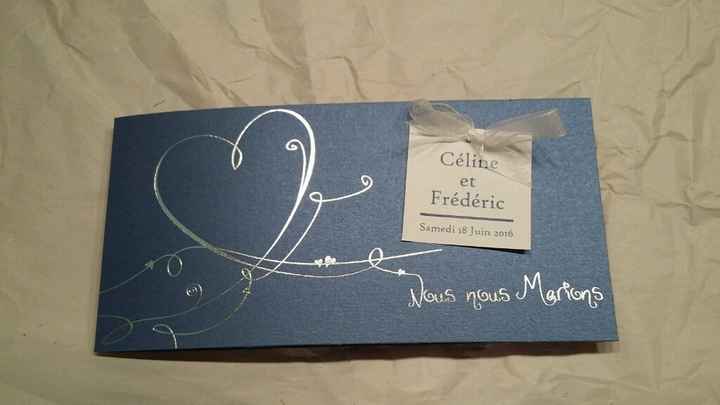 Céline
et
Frédéric
Samedi 18 Juin 2016
Nous nous Marions